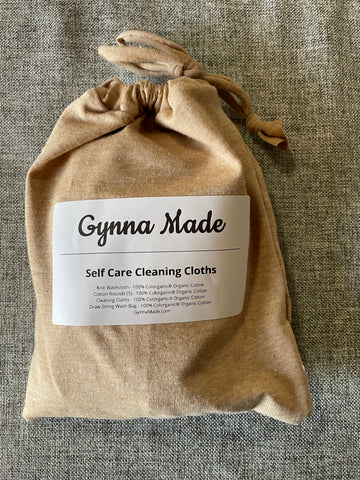 Gynna Made
Self Care Cleaning Cloths
Knit Washcloth - 100% Colorganic® Organic Cotton
Cotton Rounds (5) - 100% Colorganic® Organic Cotton
Cleaning Clothy - 100% Colorganic® Organic Cotton
Draw String Wash Bag - 100% Colorganic® Organic Cotton
GynnaMade.com